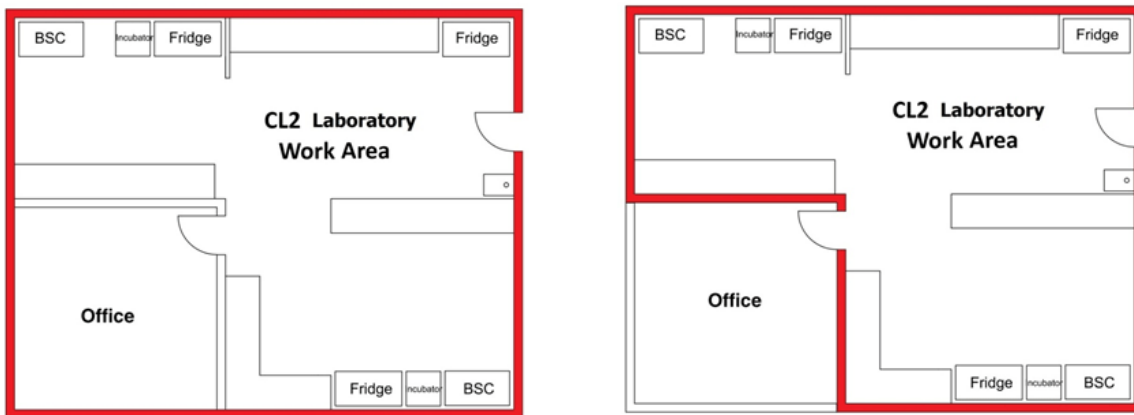 BSC Incubator Fridge Fridge
CL2 Laboratory
Work Area
Office
Fridge ncubator BSC
BSC Incubator Fridge Fridge
CL2 Laboratory
Work Area
Office
Fridge Incubator BSC